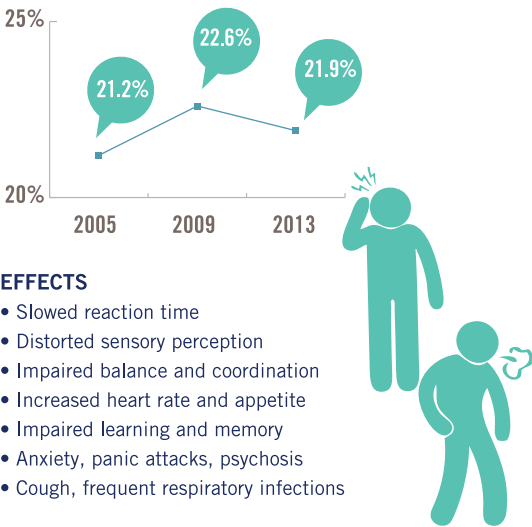 25%
22.6%
21.2%
21.9%
20%
2005 2009 2013
EFFECTS
• Slowed reaction time
• Distorted sensory perception
• Impaired balance and coordination
• Increased heart rate and appetite
• Impaired learning and memory
• Anxiety, panic attacks, psychosis
• Cough, frequent respiratory infections